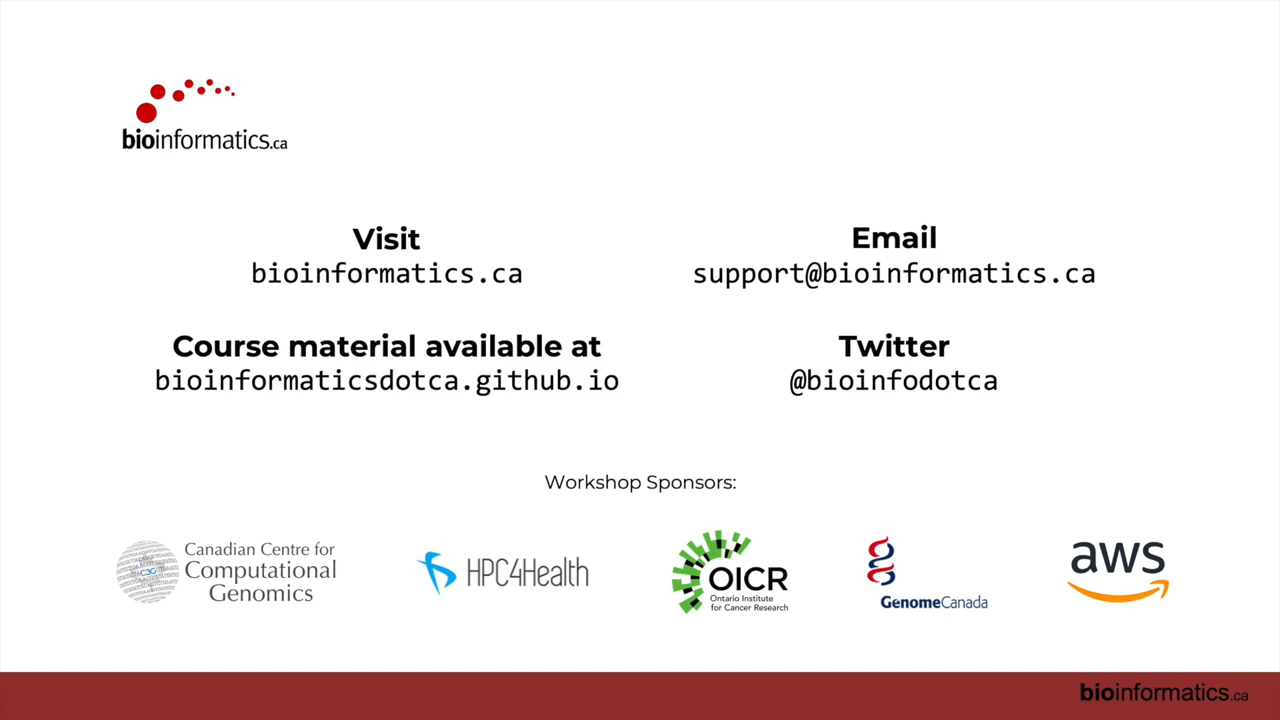 bioinformatics.ca
Visit
bioinformatics.ca
Email
support@bioinformatics.ca
Course material available at
bioinformaticsdotca.github.io
Twitter
@bioinfodotca
Workshop Sponsors:
C3G
Canadian Centre for
Computational
Genomics
HPC4Health
OICR
Ontario Institute
for Cancer Research
GenomeCanada
aws
bioinformatics.ca